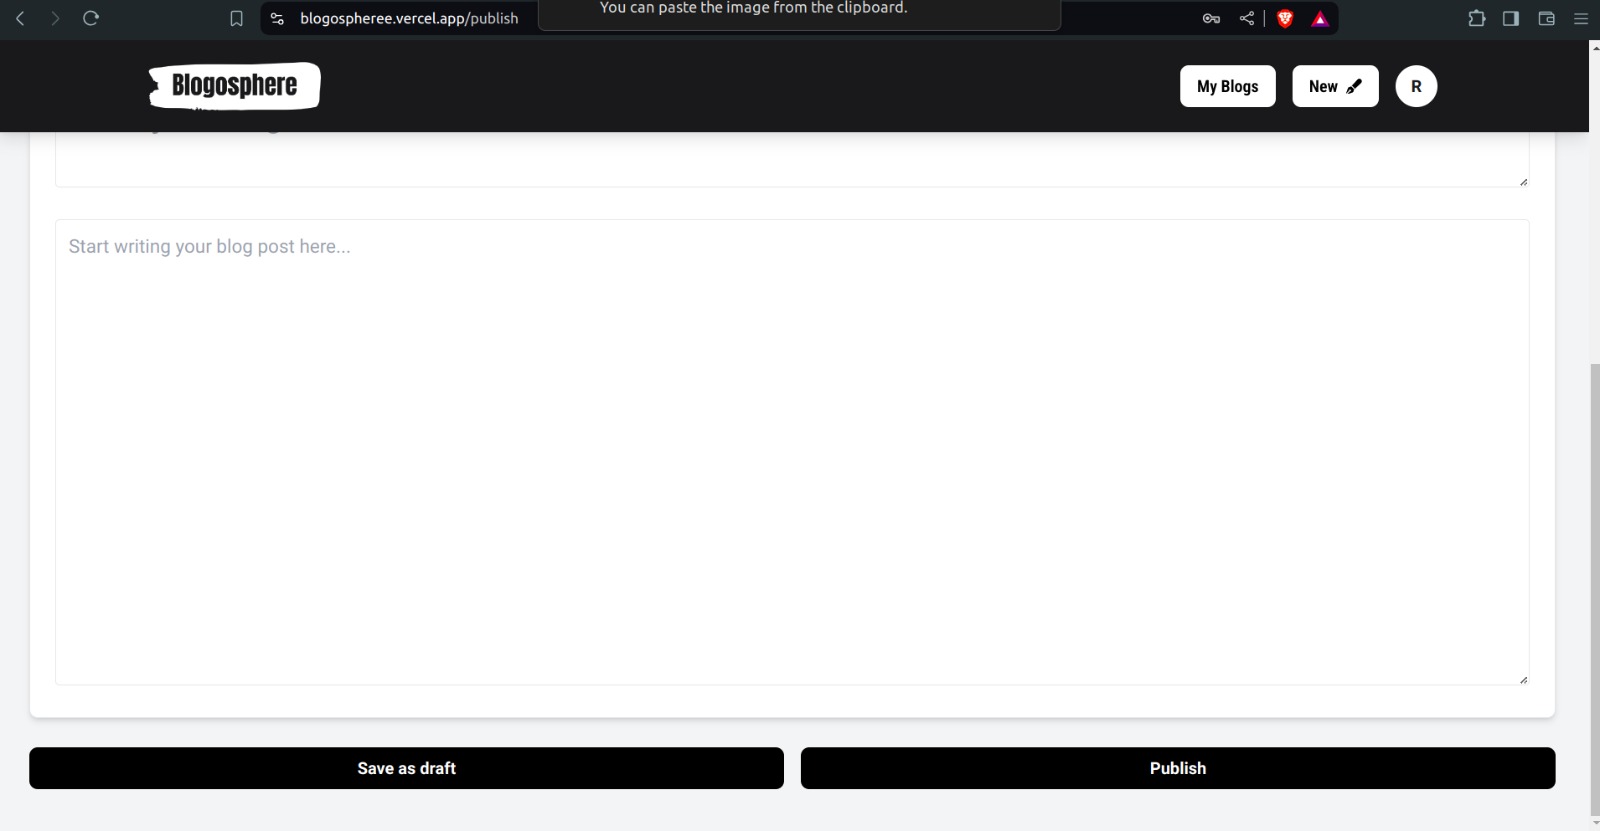 You can paste the image from the clipboard.
blogospheree.vercel.app/publish
Blogosphere
My Blogs
New
R
Start writing your blog post here...
Save as draft
Publish